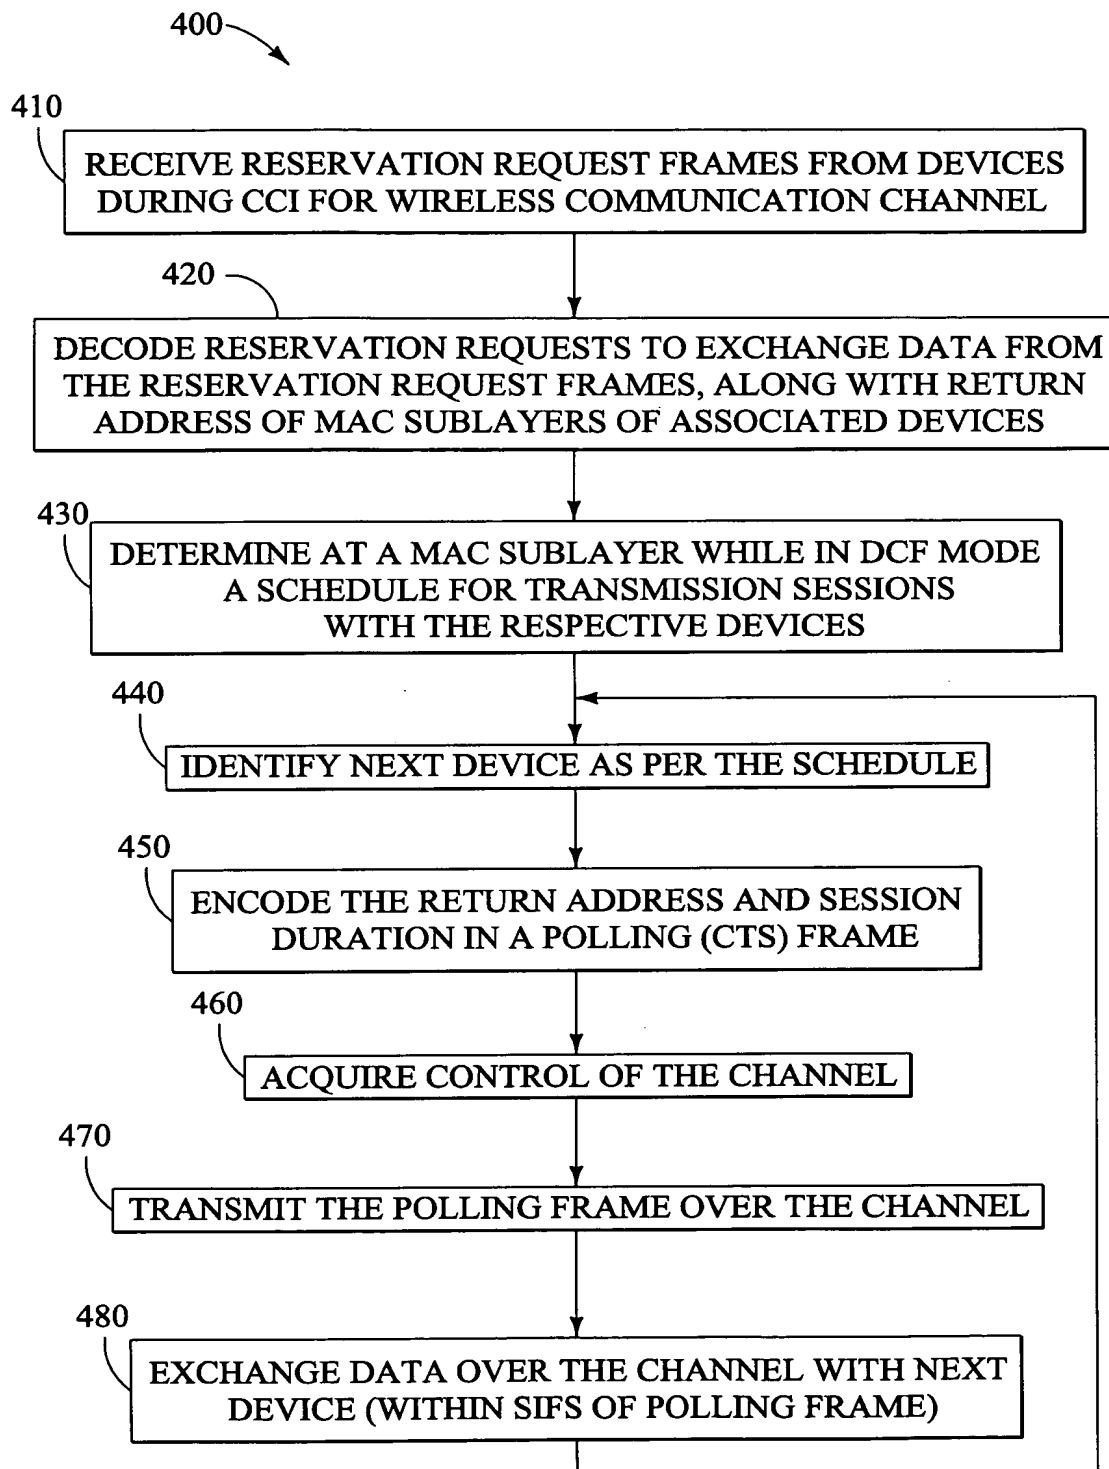 400
410
RECEIVE RESERVATION REQUEST FRAMES FROM DEVICES
DURING CCI FOR WIRELESS COMMUNICATION CHANNEL
420
DECODE RESERVATION REQUESTS TO EXCHANGE DATA FROM
THE RESERVATION REQUEST FRAMES, ALONG WITH RETURN
ADDRESS OF MAC SUBLAYERS OF ASSOCIATED DEVICES
430
DETERMINE AT A MAC SUBLAYER WHILE IN DCF MODE
A SCHEDULE FOR TRANSMISSION SESSIONS
WITH THE RESPECTIVE DEVICES
440
IDENTIFY NEXT DEVICE AS PER THE SCHEDULE
450
ENCODE THE RETURN ADDRESS AND SESSION
DURATION IN A POLLING (CTS) FRAME
460
ACQUIRE CONTROL OF THE CHANNEL
470
TRANSMIT THE POLLING FRAME OVER THE CHANNEL
480
EXCHANGE DATA OVER THE CHANNEL WITH NEXT
DEVICE (WITHIN SIFS OF POLLING FRAME)